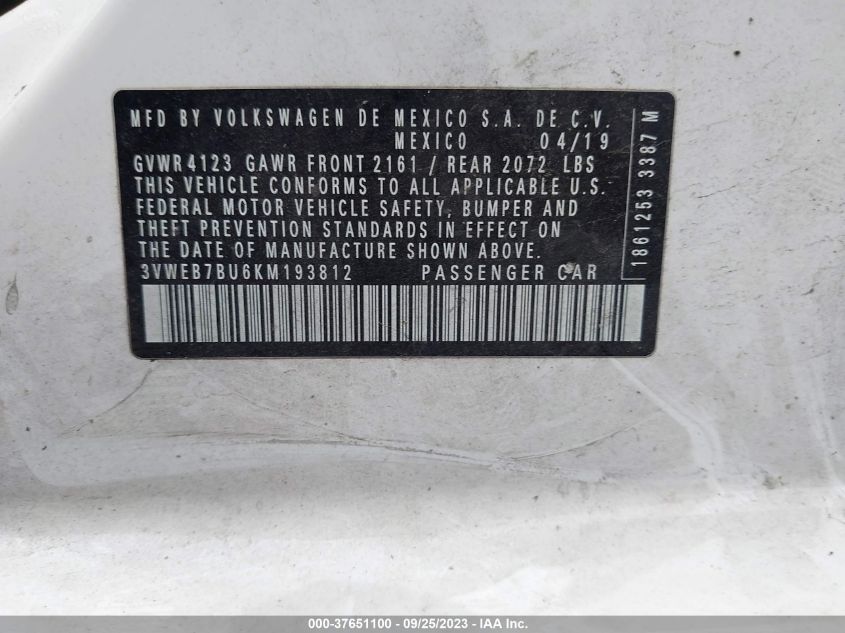 MFD BY VOLKSWAGEN DE MEXICO S.A. DE C.V.
MEXICO 04/19
GVWR 4123 GAWR FRONT 2161 / REAR 2072 LBS
THIS VEHICLE CONFORMS TO ALL APPLICABLE U.S.
FEDERAL MOTOR VEHICLE SAFETY, BUMPER AND
THEFT PREVENTION STANDARDS IN EFFECT ON
THE DATE OF MANUFACTURE SHOWN ABOVE.
3VWEB7BU6KM193812 PASSENGER CAR
1861253 3387 M
000-37651100 - 09/25/2023 - IAA Inc.